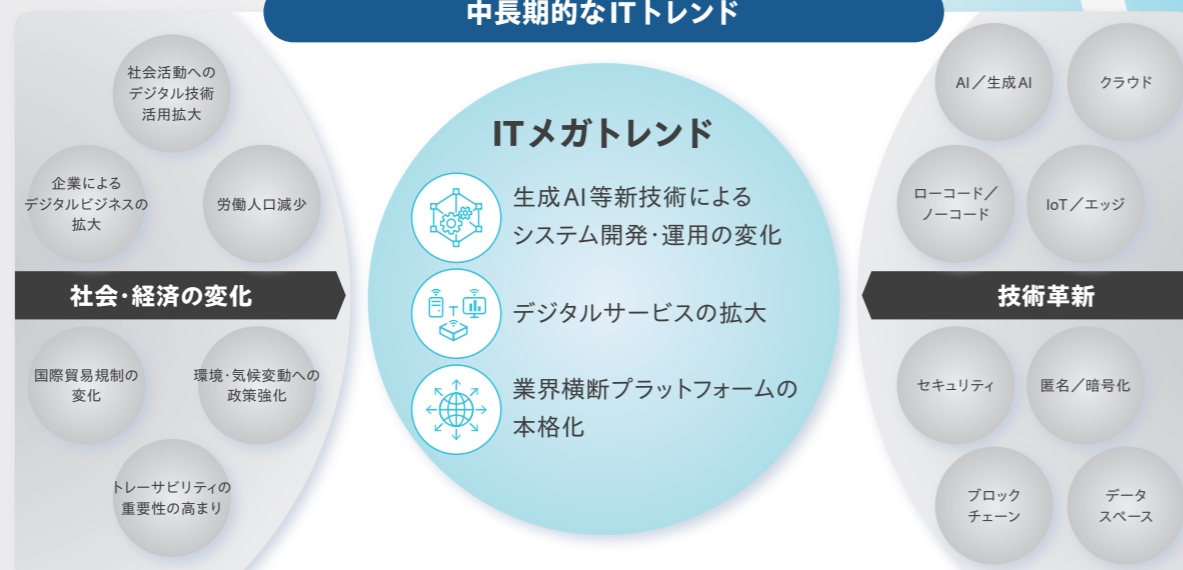 中長期的なITトレンド
社会活動への
デジタル技術
活用拡大
企業による
デジタルビジネスの
拡大
労働人口減少
社会・経済の変化
国際貿易規制の
変化
環境・気候変動への
政策強化
トレーサビリティの
重要性の高まり
ITメガトレンド
生成AI等新技術による
システム開発・運用の変化
デジタルサービスの拡大
業界横断プラットフォームの
本格化
AI／生成AI
クラウド
ローコード／
ノーコード
IoT／エッジ
技術革新
セキュリティ
匿名／暗号化
ブロック
チェーン
データ
スペース